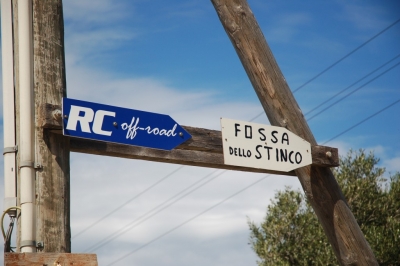 RC off-road
FOSSA
DELLO STINCO